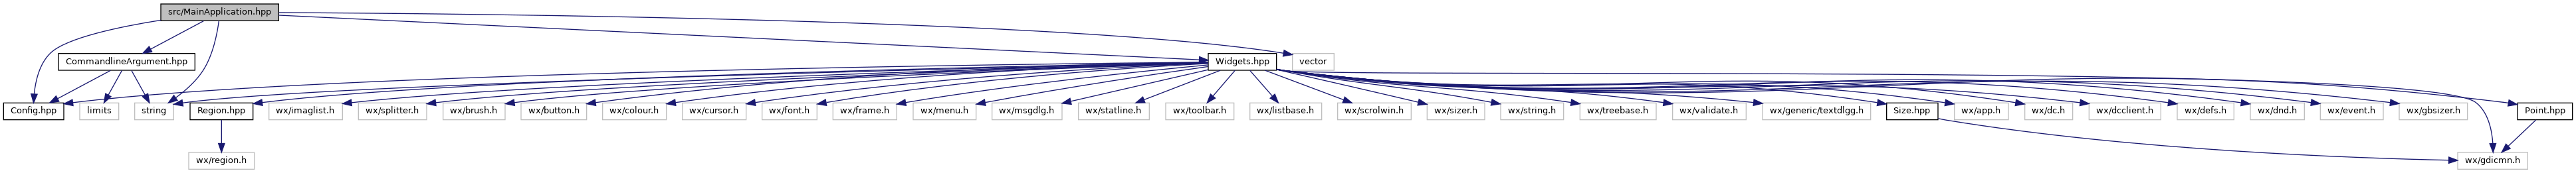 src/MainApplication.hpp
CommandlineArgument.hpp
Widgets.hpp
vector
Config.hpp
limits
string
Region.hpp
wx/imaglist.h
wx/splitter.h
wx/brush.h
wx/button.h
wx/colour.h
wx/cursor.h
wx/font.h
wx/frame.h
wx/menu.h
wx/msgdlg.h
wx/statline.h
wx/toolbar.h
wx/listbase.h
wx/scrolwin.h
wx/sizer.h
wx/string.h
wx/treebase.h
wx/validate.h
wx/generic/textdlgg.h
Size.hpp
wx/app.h
wx/dc.h
wx/dcclient.h
wx/defs.h
wx/dnd.h
wx/event.h
wx/gbsizer.h
Point.hpp
wx/region.h
wx/gdicmn.h